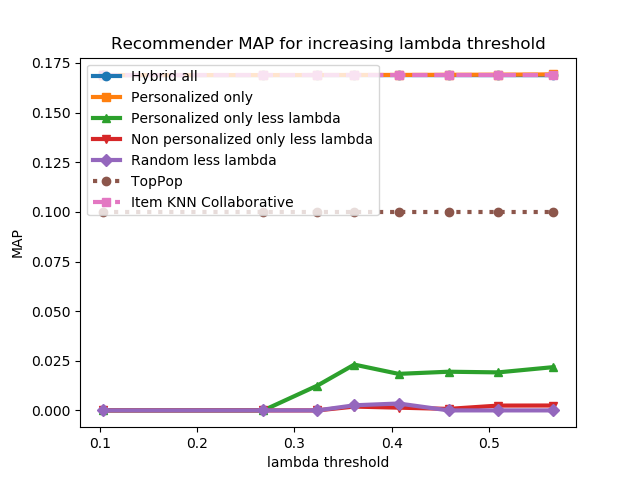 Recommender MAP for increasing lambda threshold
0.175
0.150
0.125
0.100
0.075
0.050
0.025
0.000
MAP
Hybrid all
Personalized only
Personalized only less lambda
Non personalized only less lambda
Random less lambda
TopPop
Item KNN Collaborative
0.1 0.2 0.3 0.4 0.5
lambda threshold